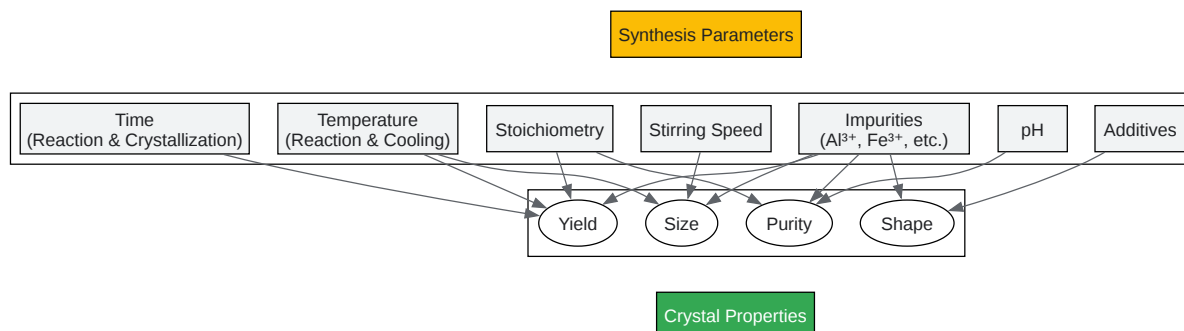 Synthesis Parameters
Time
(Reaction & Crystallization)
Temperature
(Reaction & Cooling)
Stoichiometry
Stirring Speed
Impurities
(Al³⁺, Fe³⁺, etc.)
pH
Additives
Yield
Size
Purity
Shape
Crystal Properties